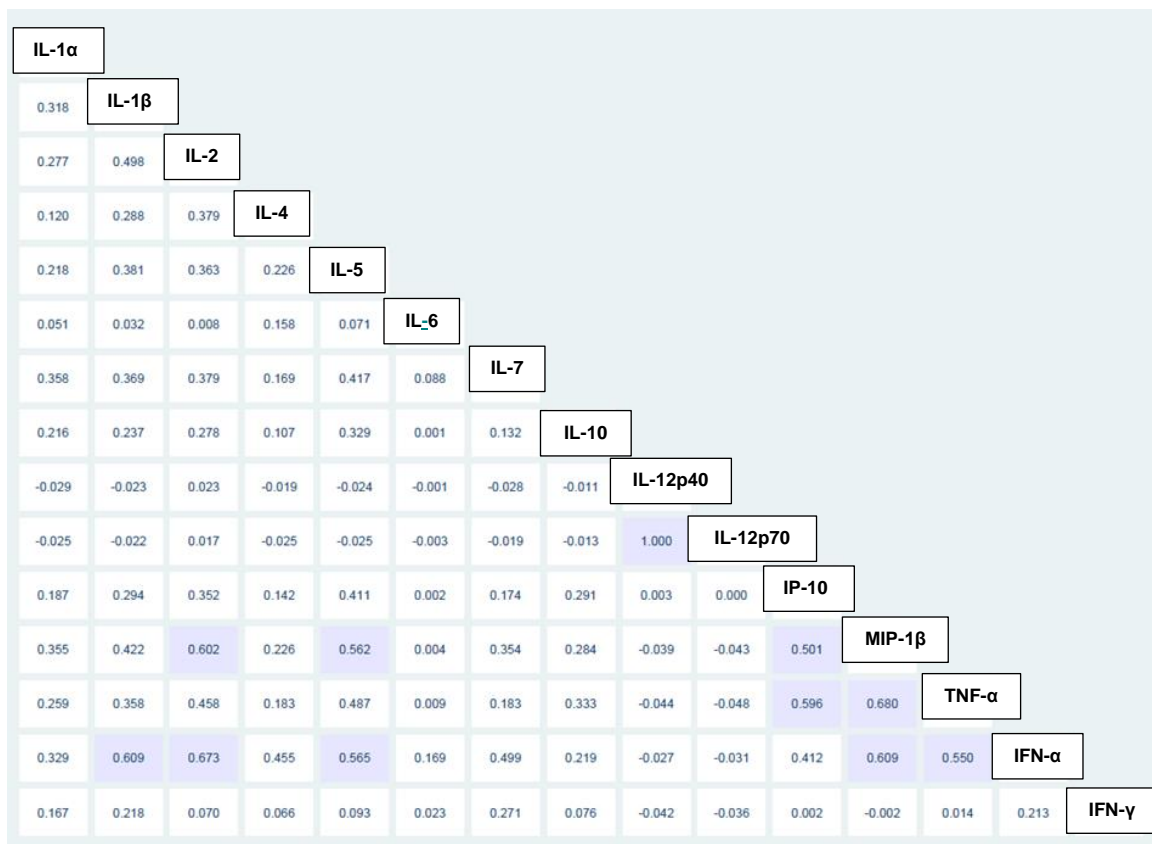 IL-1α
0.318 IL-1β
0.277 0.498 IL-2
0.120 0.288 0.379 IL-4
0.218 0.381 0.363 0.226 IL-5
0.051 0.032 0.008 0.158 0.071 IL-6
0.358 0.369 0.379 0.169 0.417 0.088 IL-7
0.216 0.237 0.278 0.107 0.329 0.001 0.132 IL-10
-0.029 -0.023 0.023 -0.019 -0.024 -0.001 -0.028 -0.011 IL-12p40
-0.025 -0.022 0.017 -0.025 -0.025 -0.003 -0.019 -0.013 1.000 IL-12p70
0.187 0.294 0.352 0.142 0.411 0.002 0.174 0.291 0.003 0.000 IP-10
0.355 0.422 0.602 0.226 0.562 0.004 0.354 0.284 -0.039 -0.043 0.501 MIP-1β
0.259 0.358 0.458 0.183 0.487 0.009 0.183 0.333 -0.044 -0.048 0.596 0.680 TNF-α
0.329 0.609 0.673 0.455 0.565 0.169 0.499 0.219 -0.027 -0.031 0.412 0.609 0.550 IFN-α
0.167 0.218 0.070 0.066 0.093 0.023 0.271 0.076 -0.042 -0.036 0.002 -0.002 0.014 0.213 IFN-γ